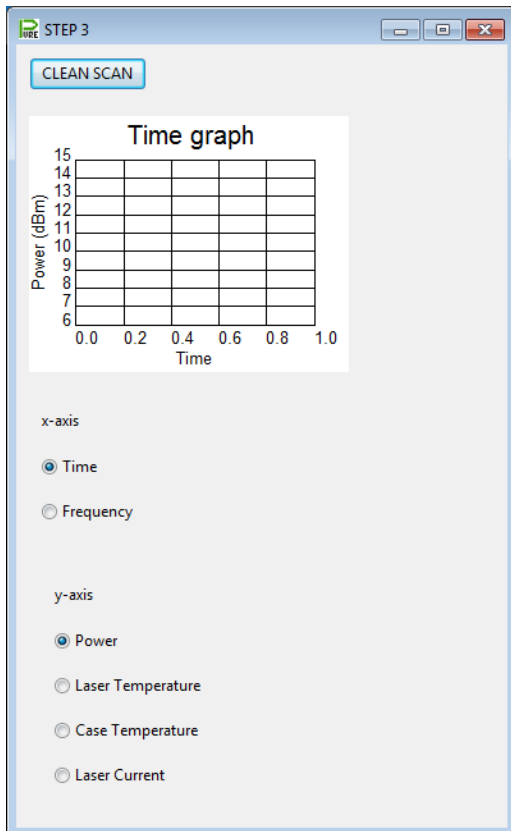 PURE STEP 3
CLEAN SCAN
Time graph
15
14
13
12
11
10
9
8
7
6
Power (dBm)
0.0 0.2 0.4 0.6 0.8 1.0
Time
x-axis
Time
Frequency
y-axis
Power
Laser Temperature
Case Temperature
Laser Current